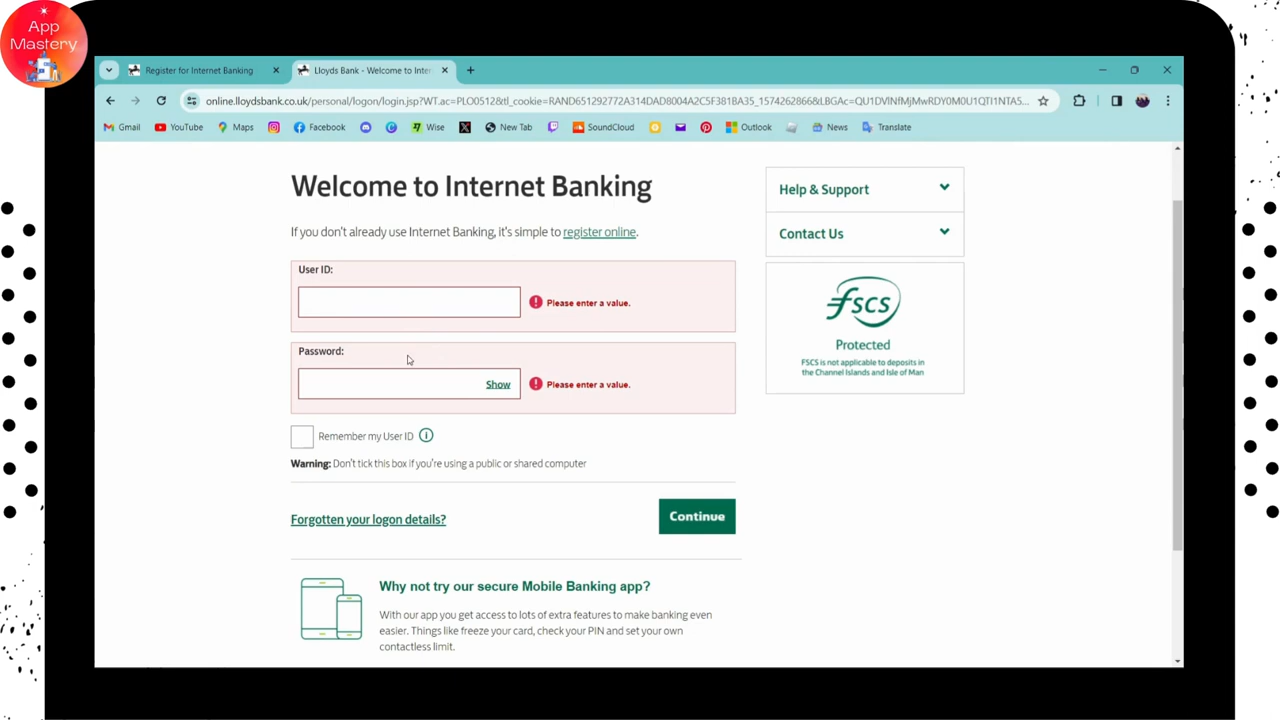 App
Mastery
Register for Internet Banking
Lloyds Bank - Welcome to Inter
online.lloydsbank.co.uk/personal/logon/login.jsp?WT.ac=PLO0512&tl_cookie=RAND651292772A314DAD8004A2C5F381BA35_1574262866&LBGAc=QU1DVlNfMjMwRDY0M0U1QTI1NTA5...
Gmail YouTube Maps Facebook Wise New Tab SoundCloud Outlook News Translate
Welcome to Internet Banking
If you don't already use Internet Banking, it's simple to register online.
User ID:
Please enter a value.
Password:
Show
Please enter a value.
Remember my User ID
Warning: Don't tick this box if you're using a public or shared computer
Forgotten your logon details?
Continue
Why not try our secure Mobile Banking app?
With our app you get access to lots of extra features to make banking even
easier. Things like freeze your card, check your PIN and set your own
contactless limit.
Help & Support
Contact Us
FSCS
Protected
FSCS is not applicable to deposits in
the Channel Islands and Isle of Man